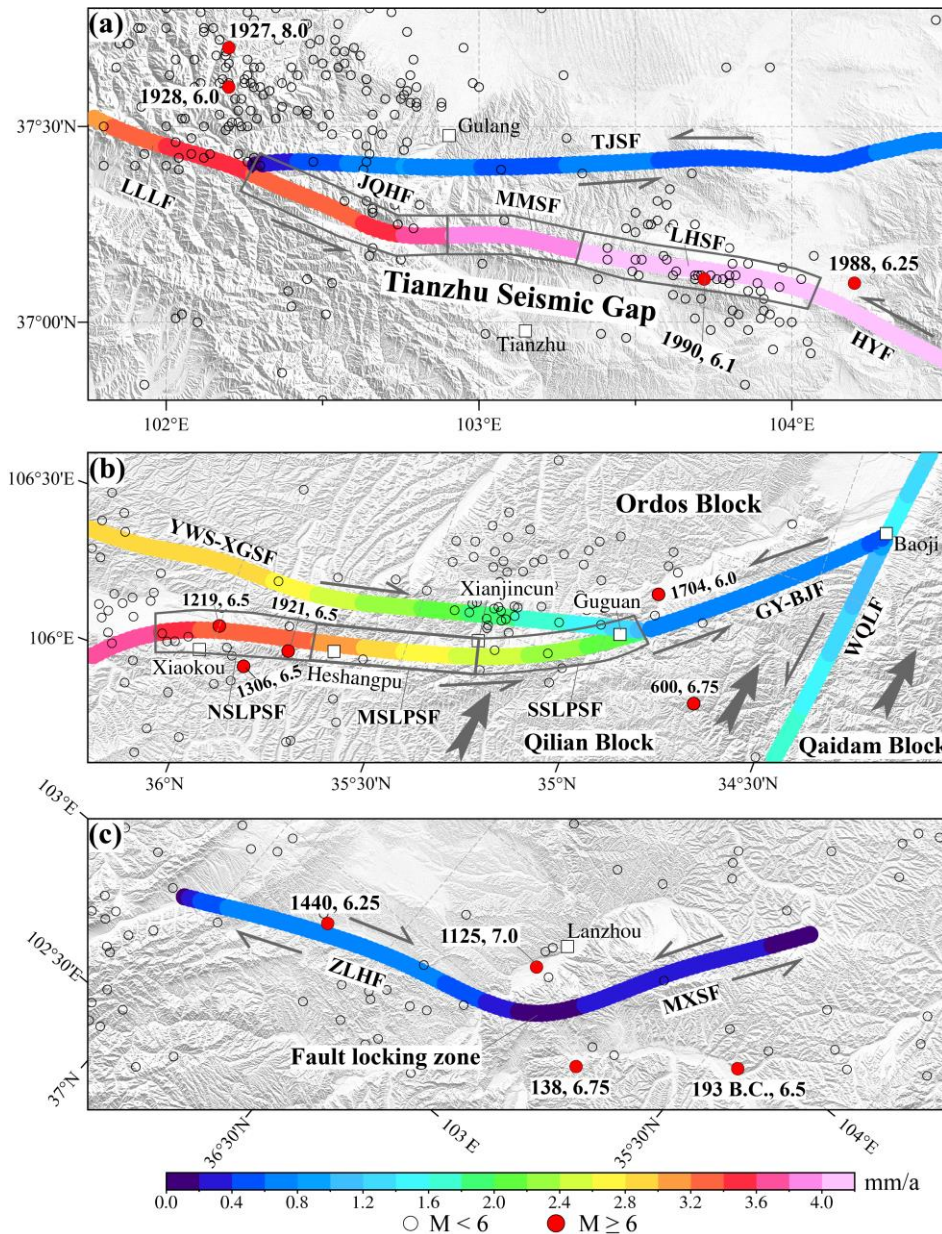 (a)
1927, 8.0
1928, 6.0
Gulang
TJSF
37°30'N
JQHF
MMSF
LLLF
LHSF
1988, 6.25
Tianzhu Seismic Gap
37°00'N
Tianzhu
1990, 6.1
HYF
102°E
103°E
104°E
(b)
106°30'E
Ordos Block
YWS-XGSF
Baoji
Xianjincun
1704, 6.0
1219, 6.5
1921, 6.5
Guguan
GY-BJF
106°E
WQLF
Xiaokou
1306, 6.5
Heshangpu
600, 6.75
NSLPSF
MSLPSF
SSLPSF
Qilian Block
Qaidam Block
36°N
35°30'N
35°N
34°30'N
103°E
(c)
1440, 6.25
1125, 7.0
Lanzhou
102°30'E
ZLHF
MXSF
Fault locking zone
138, 6.75
193 B.C., 6.5
37°N
36°30'N
103 E
35°30'N
104°E
mm/a
0.0 0.4 0.8 1.2 1.6 2.0 2.4 2.8 3.2 3.6 4.0
M < 6
M ≥ 6